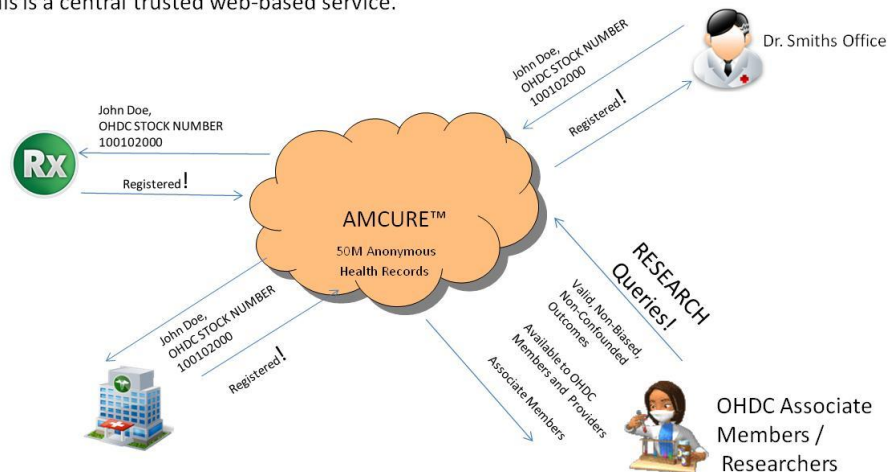 is is a central trusted web-based service.
Dr. Smiths Office
John Doe,
OHDC STOCK NUMBER
100102000
Registered!
John Doe,
OHDC STOCK NUMBER
100102000
Rx
Registered!
AMCURE™
50M Anonymous
Health Records
John Doe,
OHDC STOCK NUMBER
100102000
Registered!
RESEARCH
Queries!
Valid, Non-Biased,
Non-Confounded
Outcomes
Available to OHDC
Members and Providers
Associate Members
OHDC Associate
Members /
Researchers